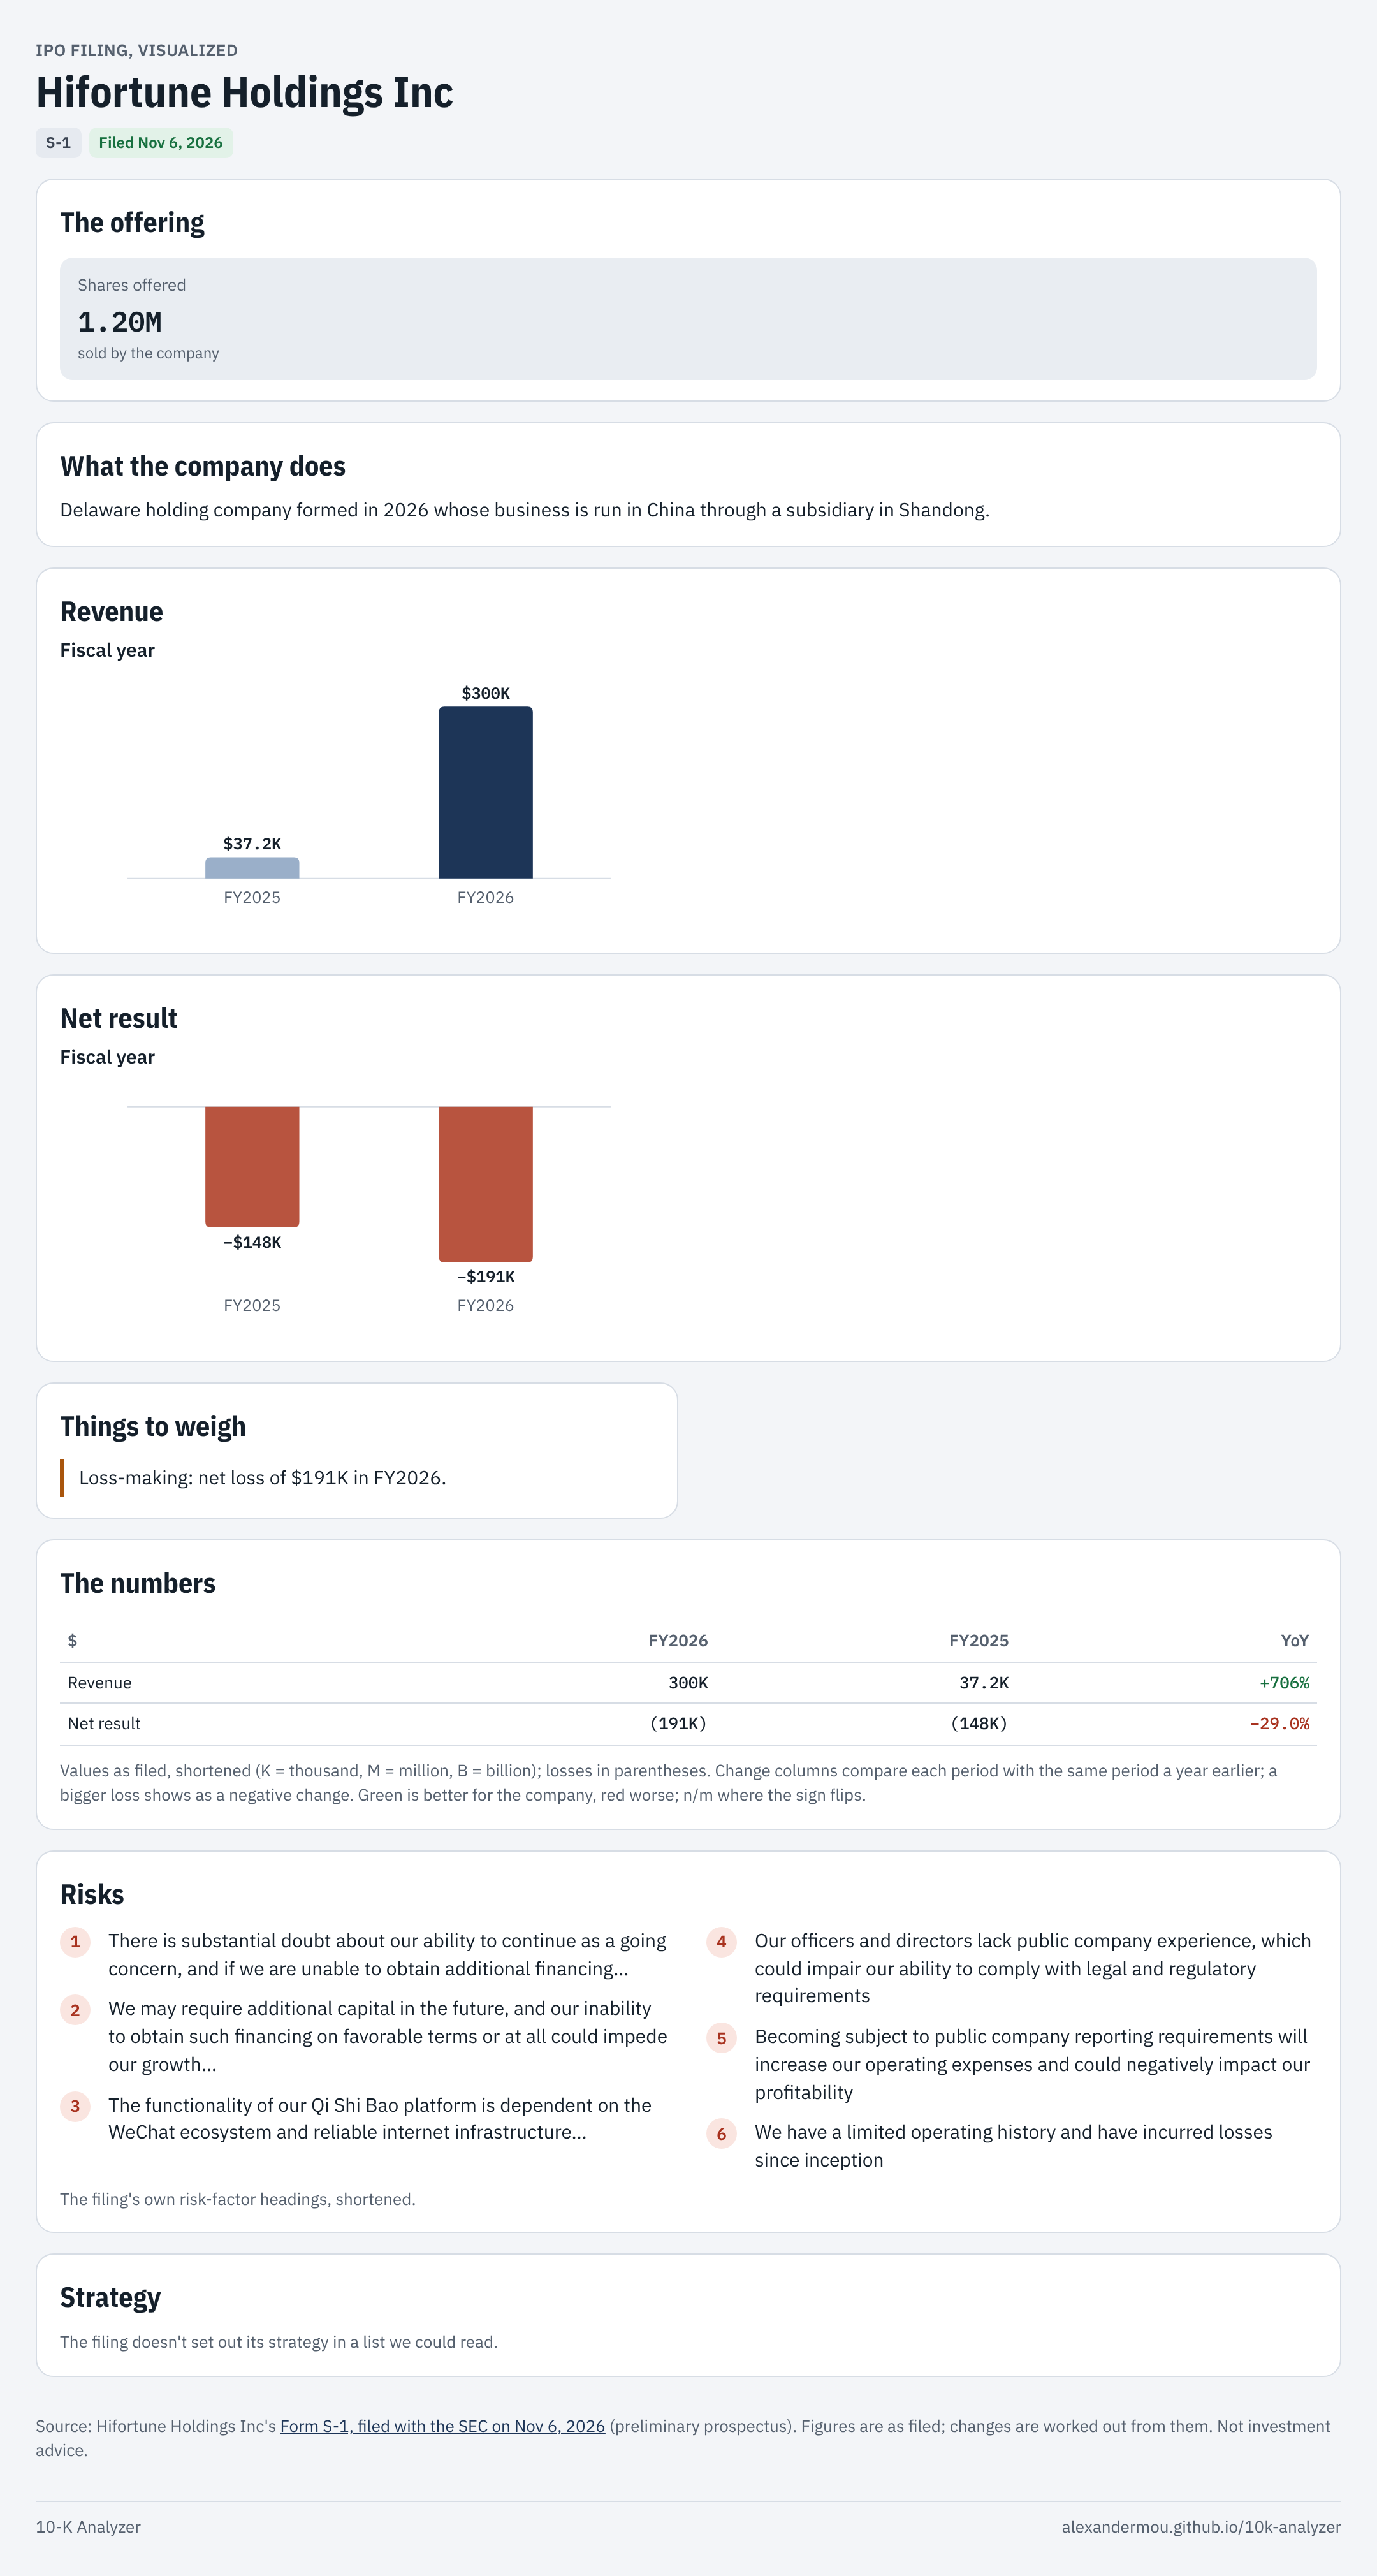 IPO FILING, VISUALIZED
Hifortune Holdings Inc
S-1 Filed Nov 6, 2026
The offering
Shares offered
1.20M
sold by the company
What the company does
Delaware holding company formed in 2026 whose business is run in China through a subsidiary in Shandong.
Revenue
Fiscal year
$300K
$37.2K
FY2025 FY2026
Net result
Fiscal year
−$148K
−$191K
FY2025 FY2026
Things to weigh
Loss-making: net loss of $191K in FY2026.
The numbers
$ FY2026 FY2025 YoY
Revenue 300K 37.2K +706%
Net result (191K) (148K) −29.0%
Values as filed, shortened (K = thousand, M = million, B = billion); losses in parentheses. Change columns compare each period with the same period a year earlier; a
bigger loss shows as a negative change. Green is better for the company, red worse; n/m where the sign flips.
Risks
1 There is substantial doubt about our ability to continue as a going
concern, and if we are unable to obtain additional financing…
2 We may require additional capital in the future, and our inability
to obtain such financing on favorable terms or at all could impede
our growth…
3 The functionality of our Qi Shi Bao platform is dependent on the
WeChat ecosystem and reliable internet infrastructure…
4 Our officers and directors lack public company experience, which
could impair our ability to comply with legal and regulatory
requirements
5 Becoming subject to public company reporting requirements will
increase our operating expenses and could negatively impact our
profitability
6 We have a limited operating history and have incurred losses
since inception
The filing's own risk-factor headings, shortened.
Strategy
The filing doesn't set out its strategy in a list we could read.
Source: Hifortune Holdings Inc's Form S-1, filed with the SEC on Nov 6, 2026 (preliminary prospectus). Figures are as filed; changes are worked out from them. Not investment
advice.
10-K Analyzer alexandermou.github.io/10k-analyzer